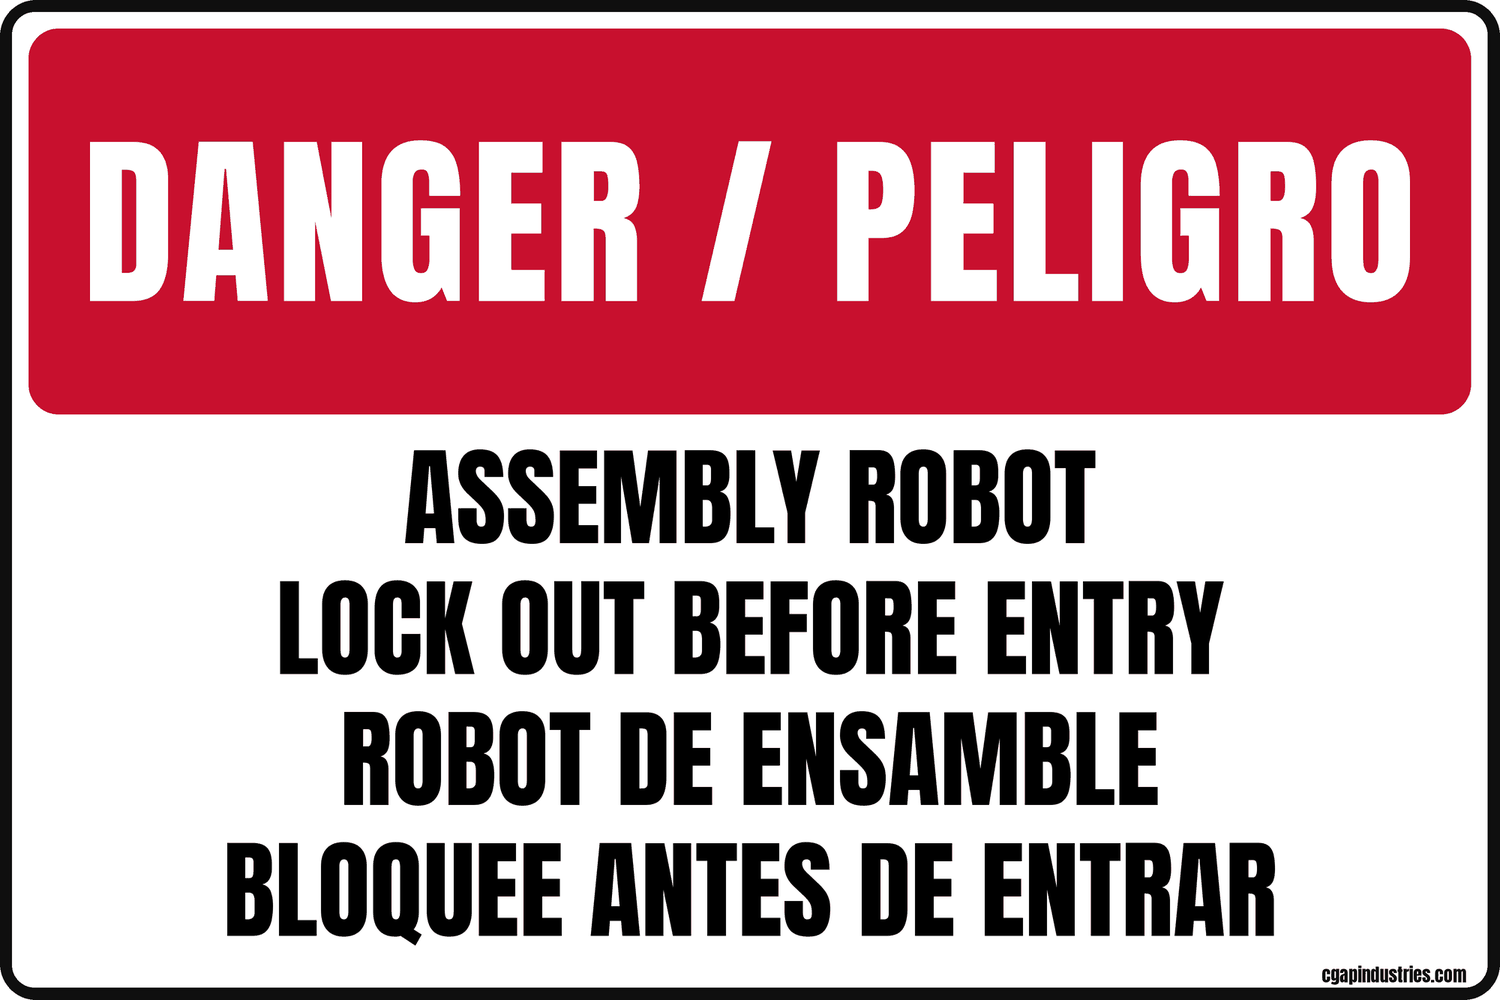 DANGER / PELIGRO
ASSEMBLY ROBOT
LOCK OUT BEFORE ENTRY
ROBOT DE ENSAMBLE
BLOQUEE ANTES DE ENTRAR
cgapindustries.com